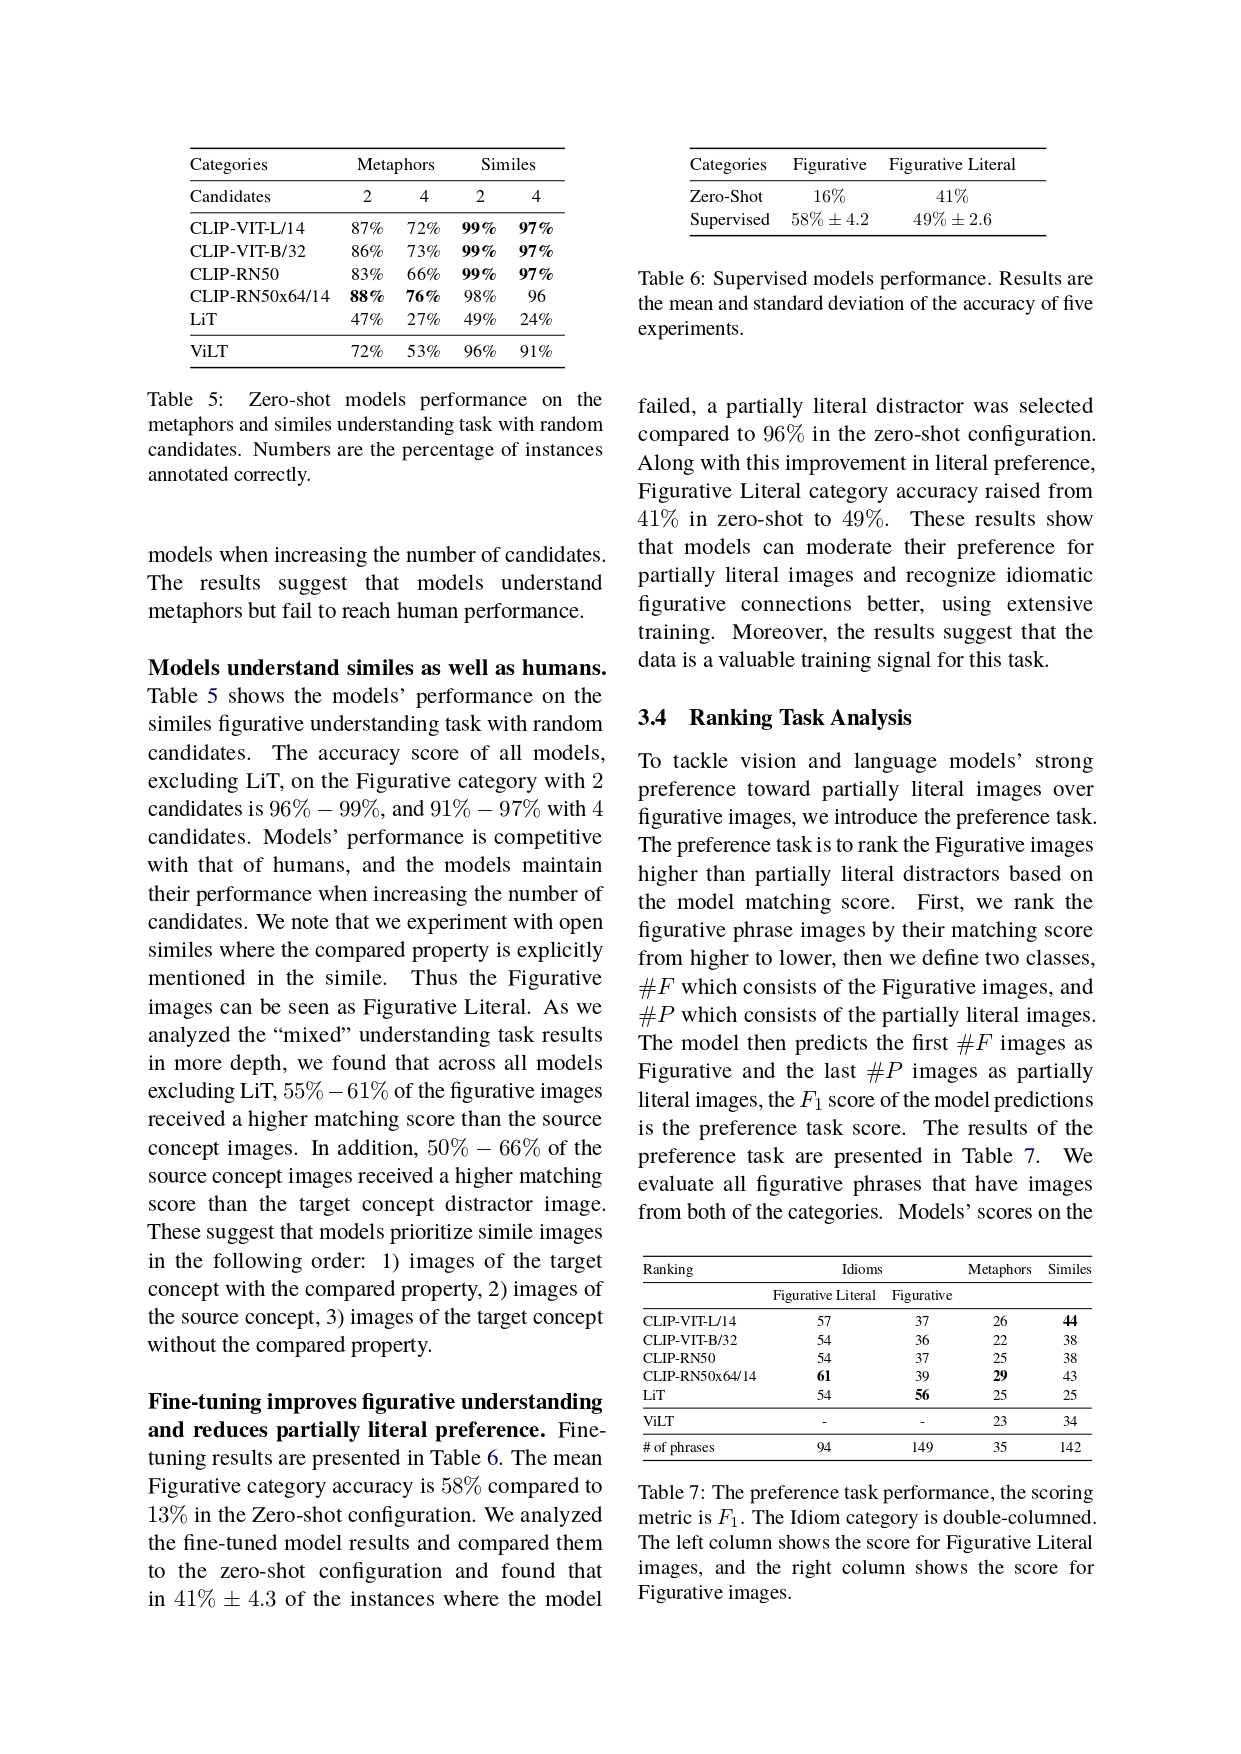 Categories Metaphors Similes
Candidates 2 4 2 4
CLIP-VIT-L/14 87% 72% 99% 97%
CLIP-VIT-B/32 86% 73% 99% 97%
CLIP-RN50 83% 66% 99% 97%
CLIP-RN50x64/14 88% 76% 98% 96
LiT 47% 27% 49% 24%
ViLT 72% 53% 96% 91%
Table 5: Zero-shot models performance on the
metaphors and similes understanding task with random
candidates. Numbers are the percentage of instances
annotated correctly.
models when increasing the number of candidates.
The results suggest that models understand
metaphors but fail to reach human performance.
Models understand similes as well as humans.
Table 5 shows the models' performance on the
similes figurative understanding task with random
candidates. The accuracy score of all models,
excluding LiT, on the Figurative category with 2
candidates is 96% − 99%, and 91% − 97% with 4
candidates. Models' performance is competitive
with that of humans, and the models maintain
their performance when increasing the number of
candidates. We note that we experiment with open
similes where the compared property is explicitly
mentioned in the simile. Thus the Figurative
images can be seen as Figurative Literal. As we
analyzed the “mixed” understanding task results
in more depth, we found that across all models
excluding LiT, 55% − 61% of the figurative images
received a higher matching score than the source
concept images. In addition, 50% − 66% of the
source concept images received a higher matching
score than the target concept distractor image.
These suggest that models prioritize simile images
in the following order: 1) images of the target
concept with the compared property, 2) images of
the source concept, 3) images of the target concept
without the compared property.
Fine-tuning improves figurative understanding
and reduces partially literal preference. Fine-
tuning results are presented in Table 6. The mean
Figurative category accuracy is 58% compared to
13% in the Zero-shot configuration. We analyzed
the fine-tuned model results and compared them
to the zero-shot configuration and found that
in 41% ± 4.3 of the instances where the model
Categories Figurative Figurative Literal
Zero-Shot 16% 41%
Supervised 58% ± 4.2 49% ± 2.6
Table 6: Supervised models performance. Results are
the mean and standard deviation of the accuracy of five
experiments.
failed, a partially literal distractor was selected
compared to 96% in the zero-shot configuration.
Along with this improvement in literal preference,
Figurative Literal category accuracy raised from
41% in zero-shot to 49%. These results show
that models can moderate their preference for
partially literal images and recognize idiomatic
figurative connections better, using extensive
training. Moreover, the results suggest that the
data is a valuable training signal for this task.
3.4 Ranking Task Analysis
To tackle vision and language models' strong
preference toward partially literal images over
figurative images, we introduce the preference task.
The preference task is to rank the Figurative images
higher than partially literal distractors based on
the model matching score. First, we rank the
figurative phrase images by their matching score
from higher to lower, then we define two classes,
#F which consists of the Figurative images, and
#P which consists of the partially literal images.
The model then predicts the first #F images as
Figurative and the last #P images as partially
literal images, the F1 score of the model predictions
is the preference task score. The results of the
preference task are presented in Table 7. We
evaluate all figurative phrases that have images
from both of the categories. Models' scores on the
Ranking Idioms Metaphors Similes
Figurative Literal Figurative
CLIP-VIT-L/14 57 37 26 44
CLIP-VIT-B/32 54 36 22 38
CLIP-RN50 54 37 25 38
CLIP-RN50x64/14 61 39 29 43
LiT 54 56 25 25
ViLT - - 23 34
# of phrases 94 149 35 142
Table 7: The preference task performance, the scoring
metric is F1. The Idiom category is double-columned.
The left column shows the score for Figurative Literal
images, and the right column shows the score for
Figurative images.